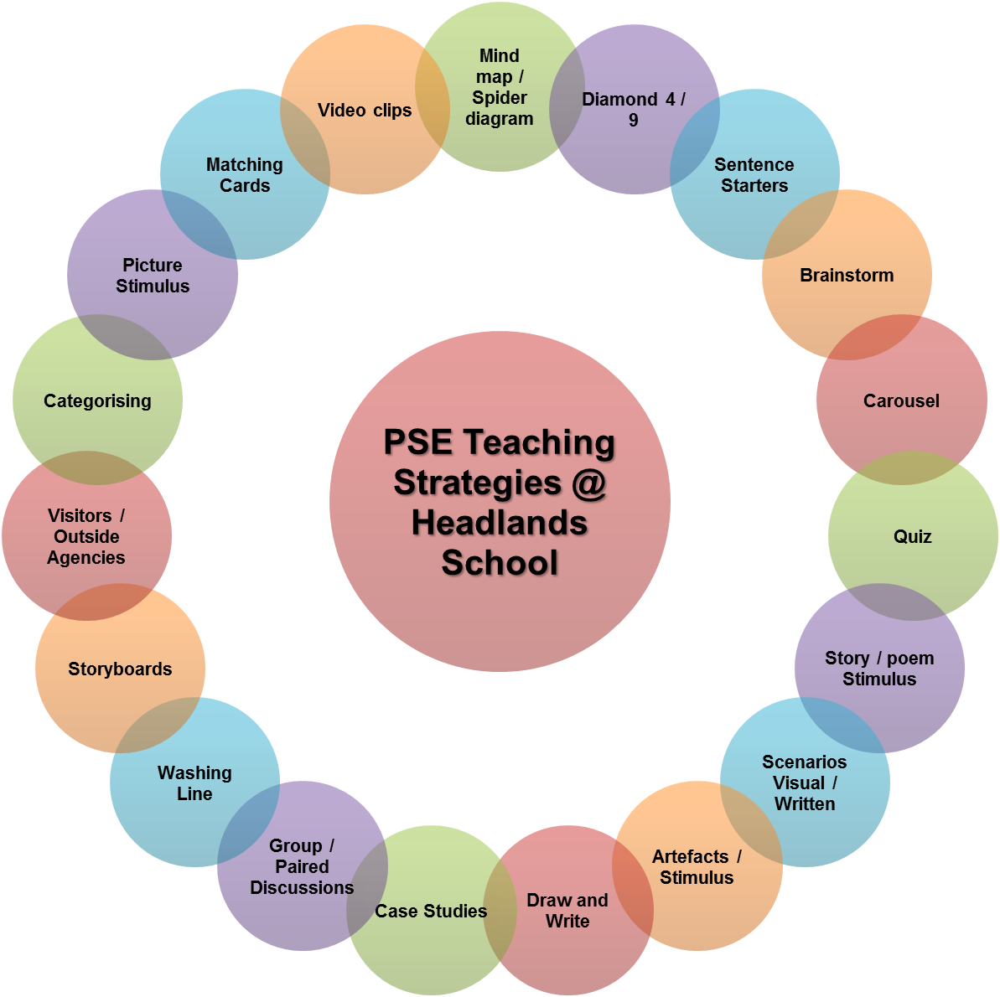 Mind
map /
Spider
diagram
Diamond 4 /
9
Sentence
Starters
Brainstorm
Carousel
Quiz
Story / poem
Stimulus
Scenarios
Visual /
Written
Artefacts /
Stimulus
Draw and
Write
Case Studies
Group /
Paired
Discussions
Washing
Line
Storyboards
Visitors /
Outside
Agencies
Categorising
Picture
Stimulus
Matching
Cards
Video clips
PSE Teaching
Strategies @
Headlands
School